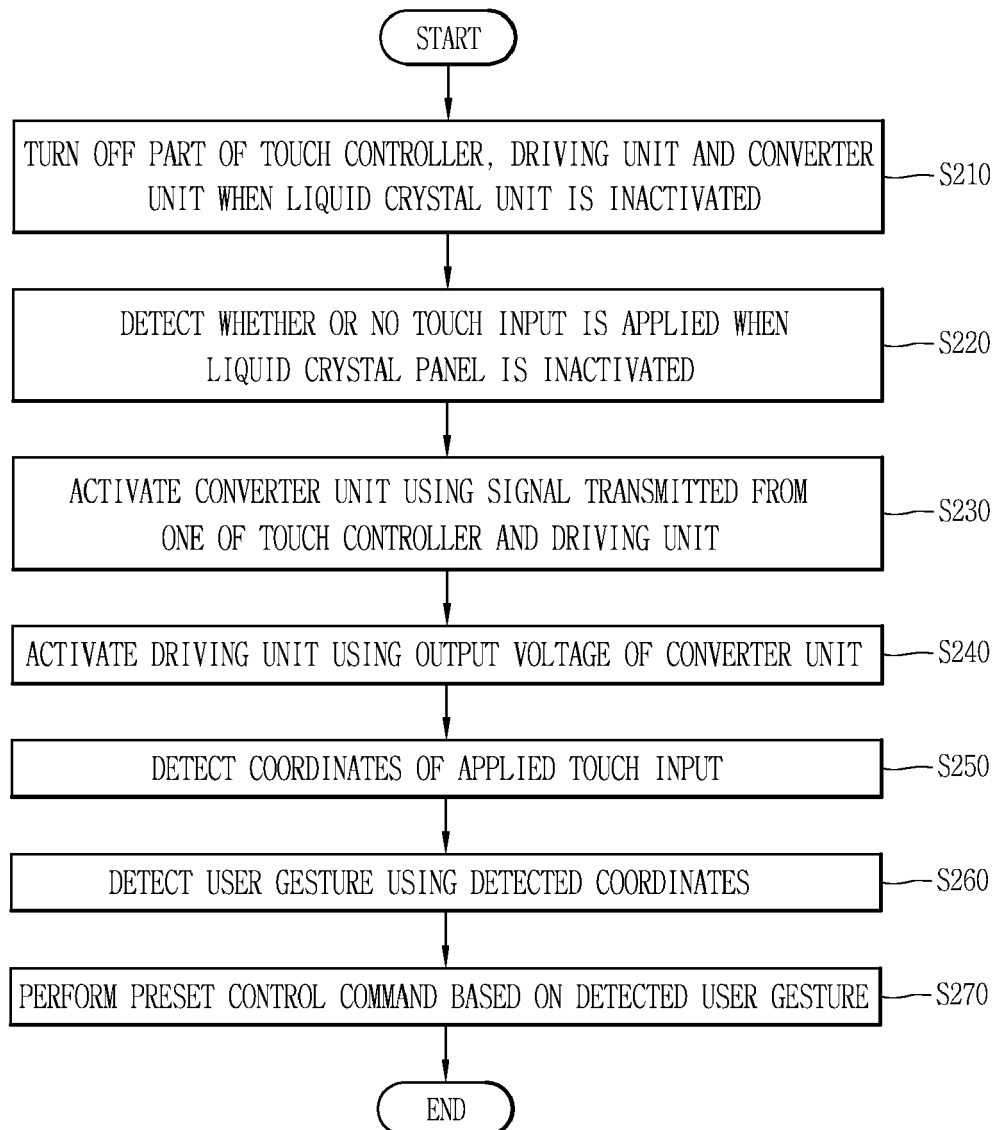 START
TURN OFF PART OF TOUCH CONTROLLER, DRIVING UNIT AND CONVERTER
UNIT WHEN LIQUID CRYSTAL UNIT IS INACTIVATED
S210
DETECT WHETHER OR NO TOUCH INPUT IS APPLIED WHEN
LIQUID CRYSTAL PANEL IS INACTIVATED
S220
ACTIVATE CONVERTER UNIT USING SIGNAL TRANSMITTED FROM
ONE OF TOUCH CONTROLLER AND DRIVING UNIT
S230
ACTIVATE DRIVING UNIT USING OUTPUT VOLTAGE OF CONVERTER UNIT
S240
DETECT COORDINATES OF APPLIED TOUCH INPUT
S250
DETECT USER GESTURE USING DETECTED COORDINATES
S260
PERFORM PRESET CONTROL COMMAND BASED ON DETECTED USER GESTURE
S270
END